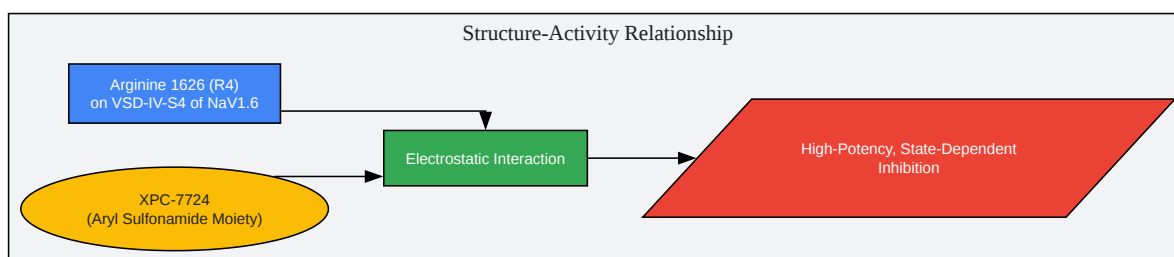 Structure-Activity Relationship
Arginine 1626 (R4)
on VSD-IV-S4 of NaV1.6
Electrostatic Interaction
High-Potency, State-Dependent
Inhibition
XPC-7724
(Aryl Sulfonamide Moiety)